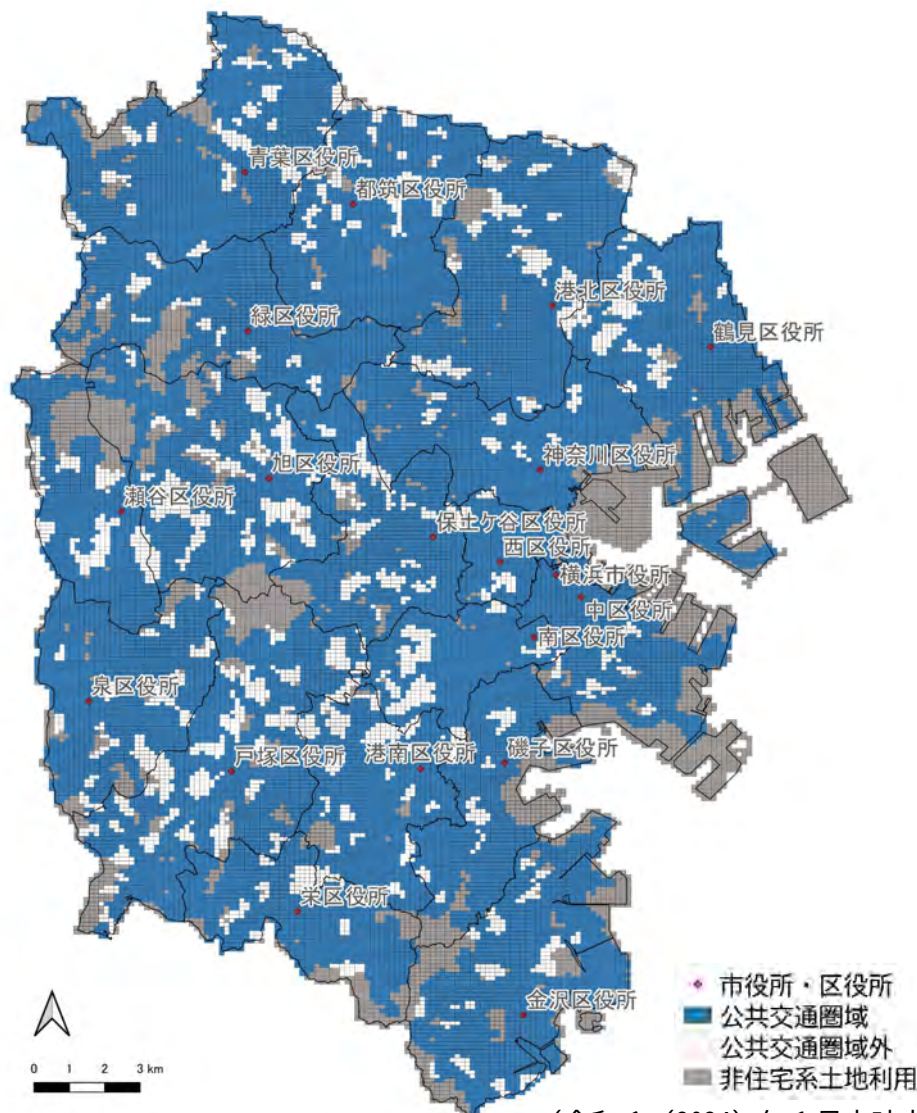 青葉区役所
都筑区役所
港北区役所
緑区役所
鶴見区役所
神奈川区役所
旭区役所
瀬谷区役所
保土ケ谷区役所
西区役所
横浜市役所
中区役所
南区役所
泉区役所
戸塚区役所
港南区役所
磯子区役所
栄区役所
金沢区役所
市役所・区役所
公共交通圏域
公共交通圏域外
非住宅系土地利用
0 1 2 3 km